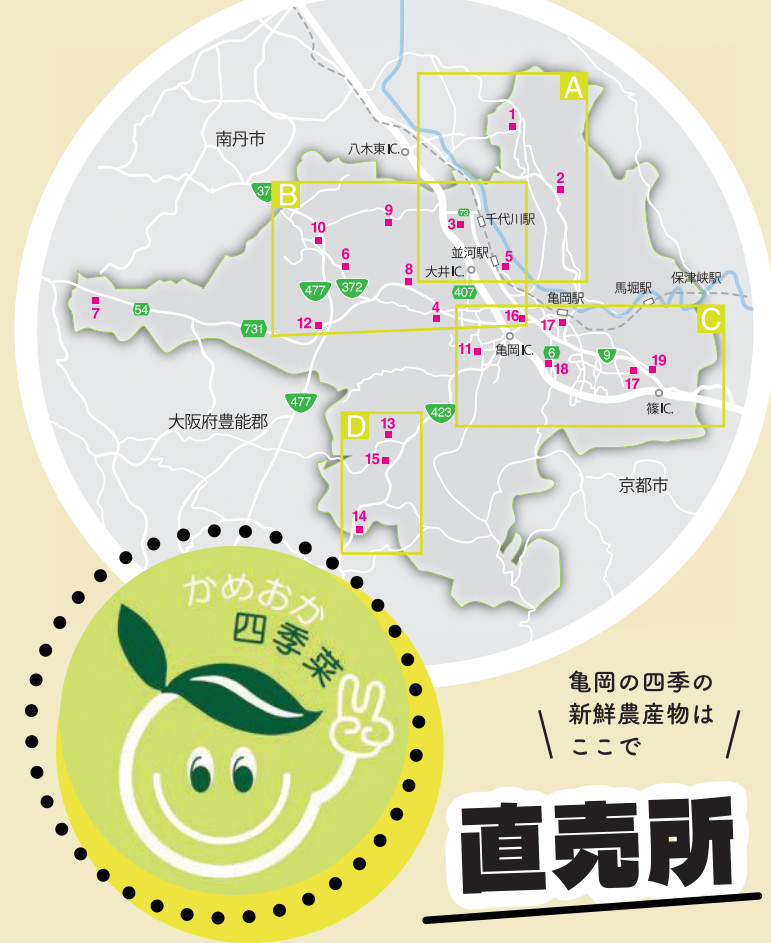 A
1
南丹市
八木東IC.
2
37
B
9
73
千代川駅
3
10
並河駅
6
5
大井IC.
8
保津峡駅
馬堀駅
477
372
407
亀岡駅
7
54
4
16
17
C
12
731
11
亀岡IC.
6
9
19
18
17
477
423
篠IC.
大阪府豊能郡
D
13
15
京都市
14
かめおか
四季菜
亀岡の四季の
新鮮農産物は
ここで
直売所